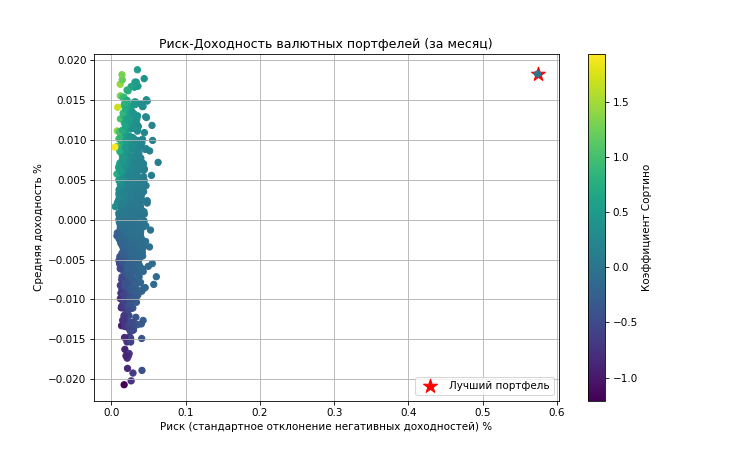 Риск-Доходность валютных портфелей (за месяц)
0.020
0.015
0.010
0.005
0.000
−0.005
−0.010
−0.015
−0.020
Средняя доходность %
0.0 0.1 0.2 0.3 0.4 0.5 0.6
Риск (стандартное отклонение негативных доходностей) %
Лучший портфель
1.5
1.0
0.5
0.0
−0.5
−1.0
Коэффициент Сортино